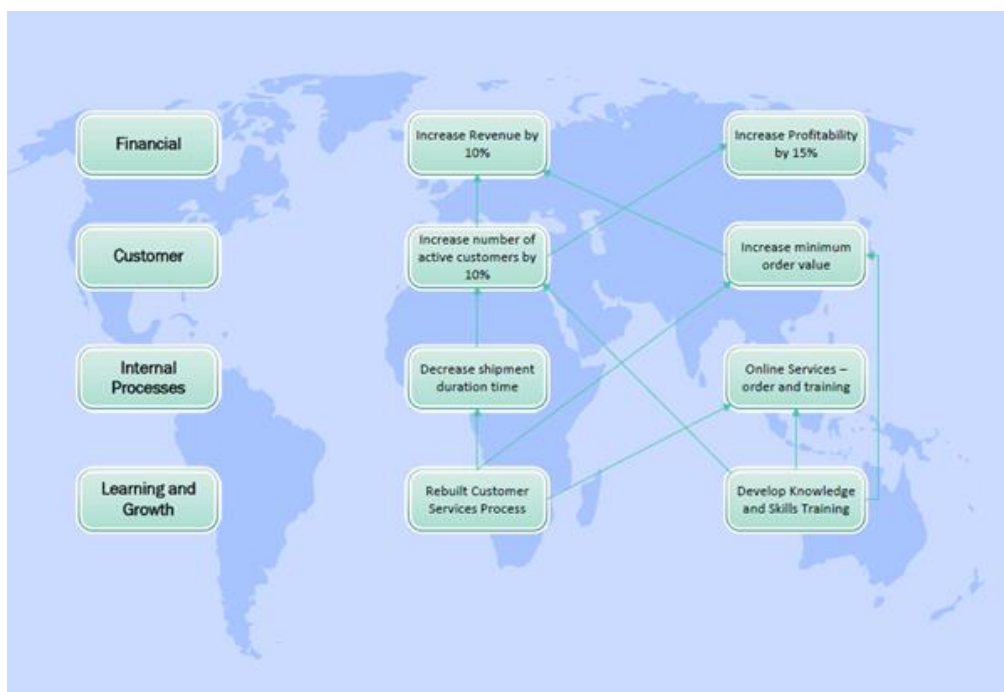 Financial
Increase Revenue by
10%
Increase Profitability
by 15%
Customer
Increase number of
active customers by
10%
Increase minimum
order value
Internal
Processes
Decrease shipment
duration time
Online Services –
order and training
Learning and
Growth
Rebuilt Customer
Services Process
Develop Knowledge
and Skills Training